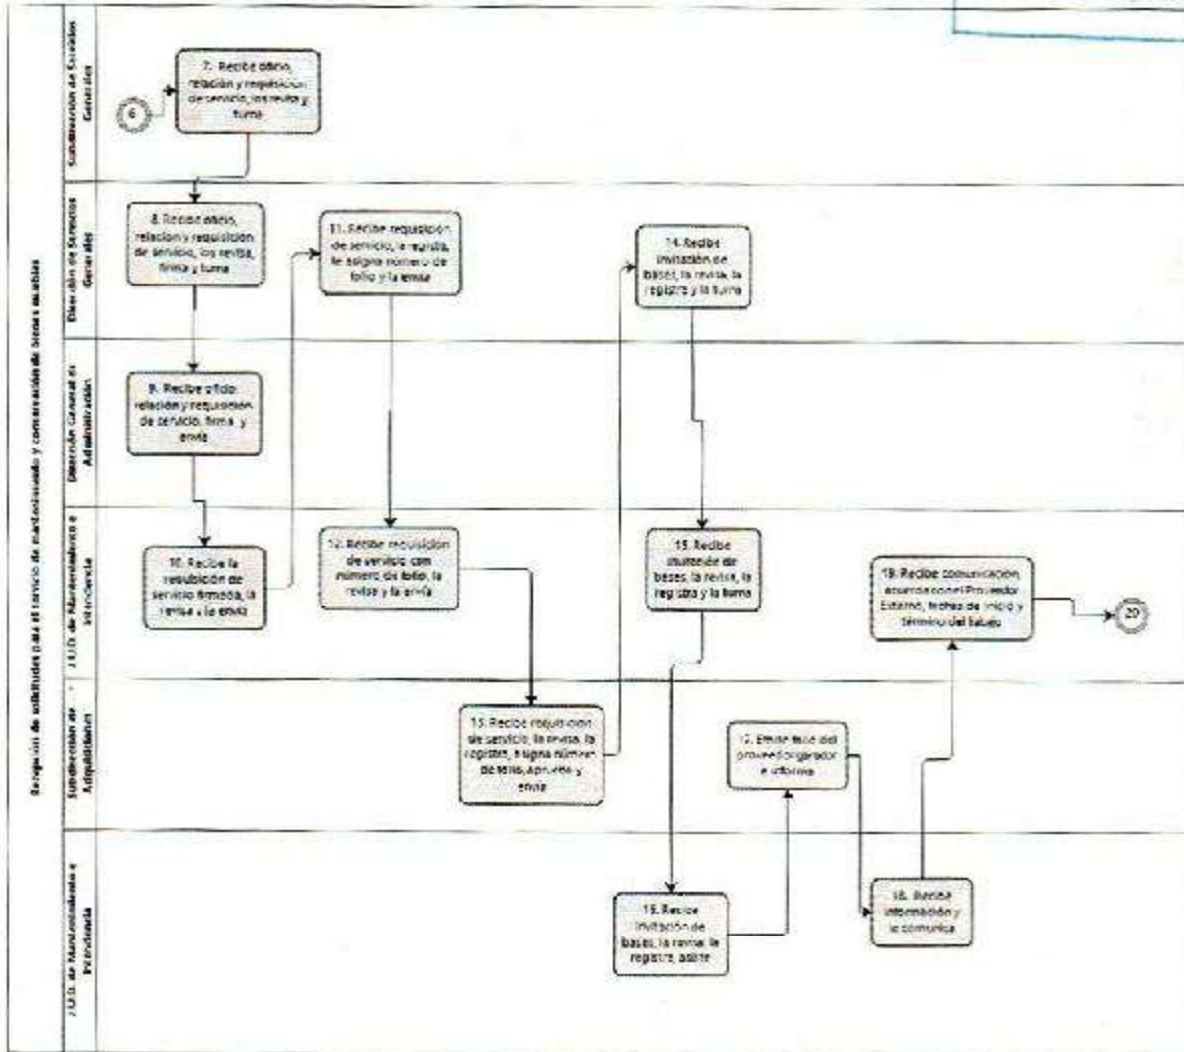 Recepción de solicitudes para el servicio de mantenimiento y conservación de bienes muebles
Subdirección de Servicios
Generales
6
7. Recibe oficio,
relación y requisición
de servicio, los revisa y
turna
Dirección de Servicios
Generales
8. Recibe oficio,
relación y requisición
de servicio, los revisa,
firma y turna
11. Recibe requisición
de servicio, la registra,
le asigna número de
folio y la envía
14. Recibe
invitación de
bases, la revisa, la
registra y la turna
Dirección General de
Administración
9. Recibe oficio,
relación y requisición
de servicio, firma y
envía
J.U.D. de Mantenimiento e
Intendencia
10. Recibe la
requisición de
servicio firmada, la
revisa y la envía
12. Recibe requisición
de servicio con
número de folio, la
revisa y la envía
15. Recibe
invitación de
bases, la revisa, la
registra y la turna
19. Recibe comunicación,
acuerda con el Proveedor
Externo, fechas de inicio y
término del trabajo
20
Subdirección de
Adquisiciones
13. Recibe requisición
de servicio, la revisa, la
registra, asigna número
de folio, aprueba y
envía
17. Emite fallo del
proveedor ganador
e informa
J.U.D. de Mantenimiento e
Intendencia
16. Recibe
invitación de
bases, la revisa, la
registra, asiste
18. Recibe
información y
la comunica